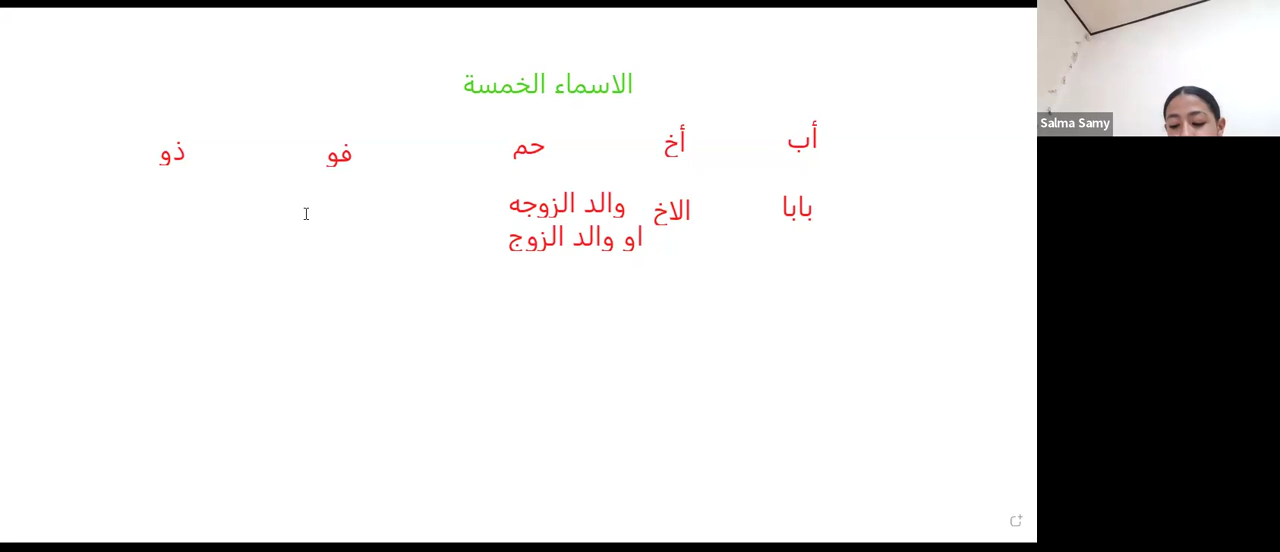 الاسماء الخمسة
أب أخ حم فو ذو
بابا الاخ والد الزوجه
او والد الزوج
Salma Samy